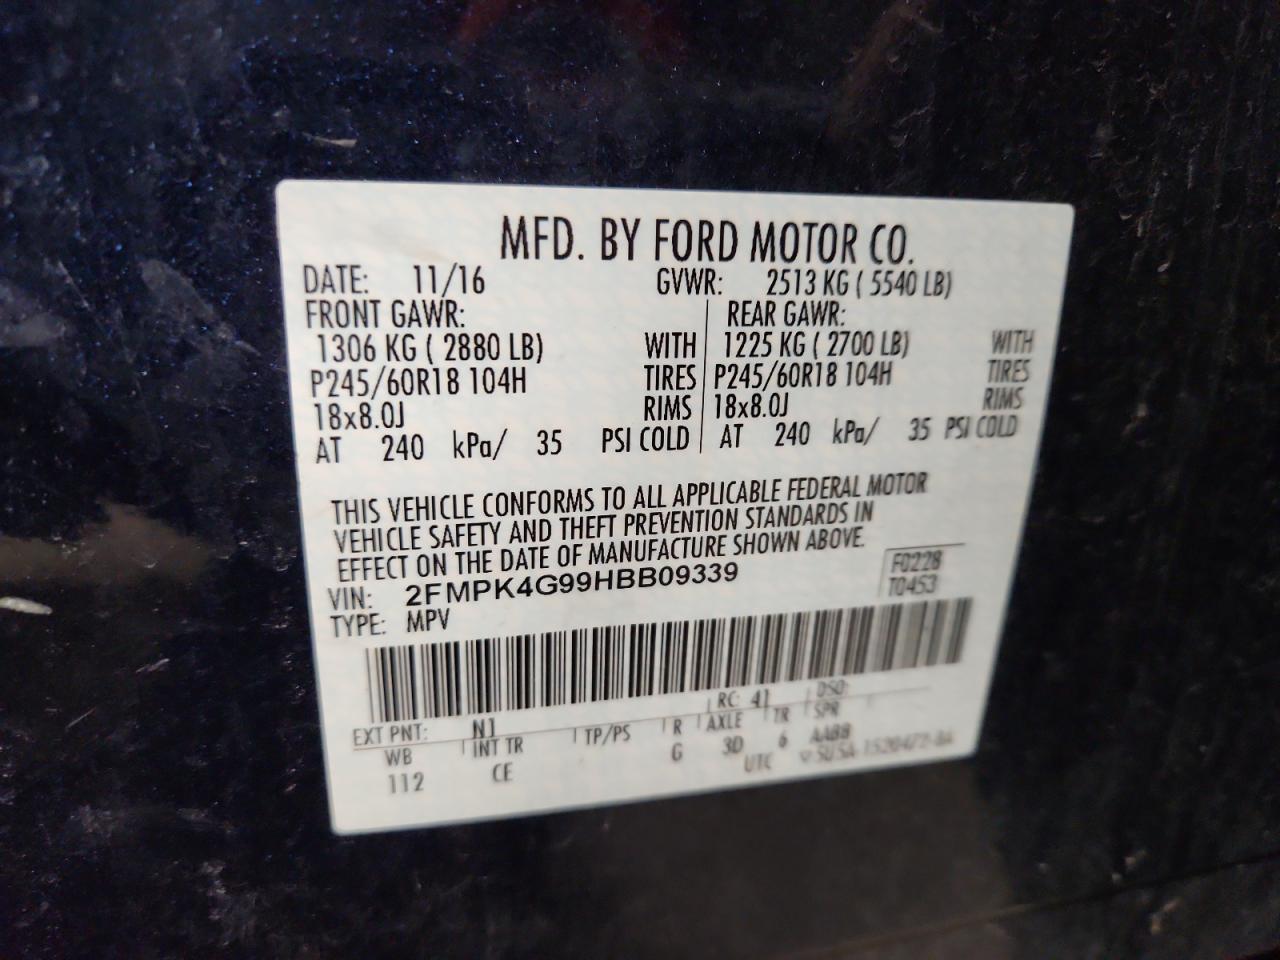 MFD. BY FORD MOTOR CO.
DATE: 11/16 GVWR: 2513 KG ( 5540 LB)
FRONT GAWR: REAR GAWR:
1306 KG ( 2880 LB) WITH 1225 KG ( 2700 LB) WITH
P245/60R18 104H TIRES P245/60R18 104H TIRES
18x8.0J RIMS 18x8.0J RIMS
AT 240 kPa/ 35 PSI COLD AT 240 kPa/ 35 PSI COLD
THIS VEHICLE CONFORMS TO ALL APPLICABLE FEDERAL MOTOR
VEHICLE SAFETY AND THEFT PREVENTION STANDARDS IN
EFFECT ON THE DATE OF MANUFACTURE SHOWN ABOVE.
VIN: 2FMPK4G99HBB09339 F0228
TYPE: MPV T0453
EXT PNT: N1 RC: 41 DSO:
WB INT TR TP/PS R AXLE TR SPR
112 CE G 3D 6 AABB
UTC